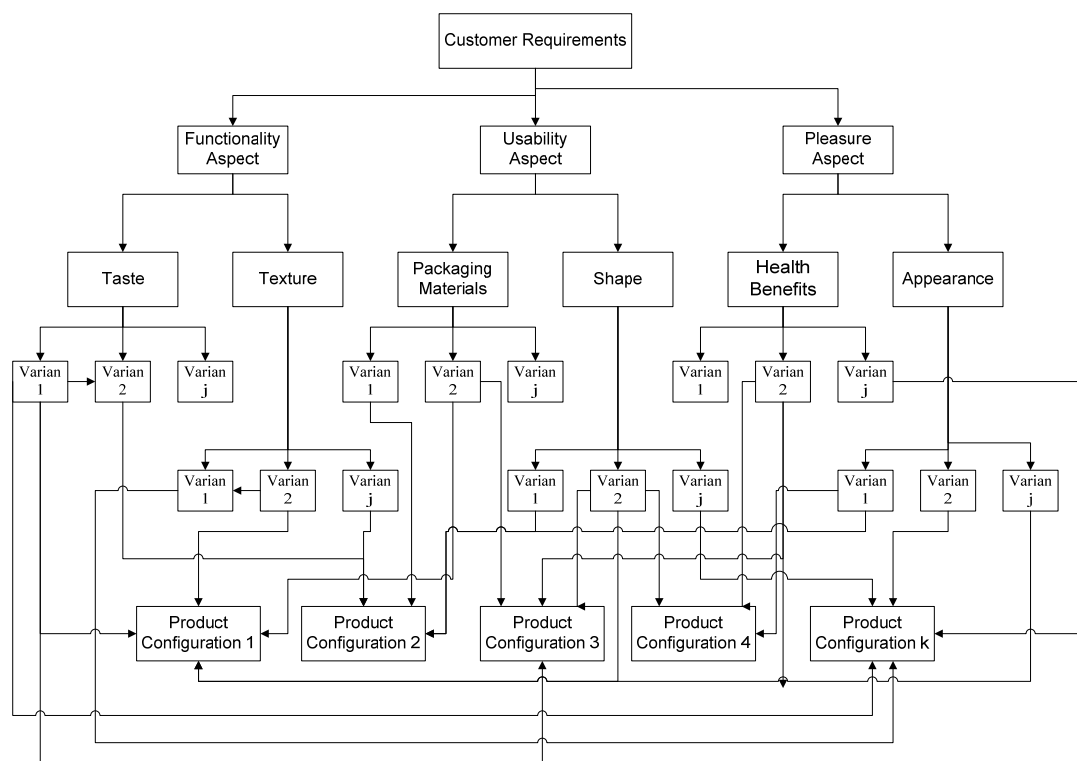 Customer Requirements
Functionality
Aspect
Usability
Aspect
Pleasure
Aspect
Taste
Texture
Packaging
Materials
Shape
Health
Benefits
Appearance
Varian
1
Varian
2
Varian
j
Varian
1
Varian
2
Varian
j
Varian
1
Varian
2
Varian
j
Varian
1
Varian
2
Varian
j
Varian
1
Varian
2
Varian
j
Varian
1
Varian
2
Varian
j
Product
Configuration 1
Product
Configuration 2
Product
Configuration 3
Product
Configuration 4
Product
Configuration k